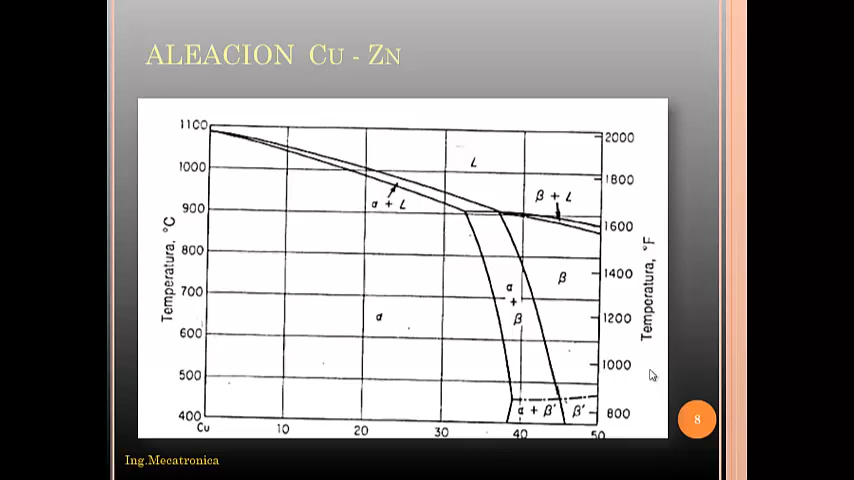 ALEACION CU - ZN
1100
1000
900
800
700
600
500
400
Temperatura, °C
2000
1800
1600
1400
1200
1000
800
Temperatura, °F
L
α + L
β + L
β
α
+
β
α
α + β'
β'
Cu
10
20
30
40
50
8
Ing.Mecatronica